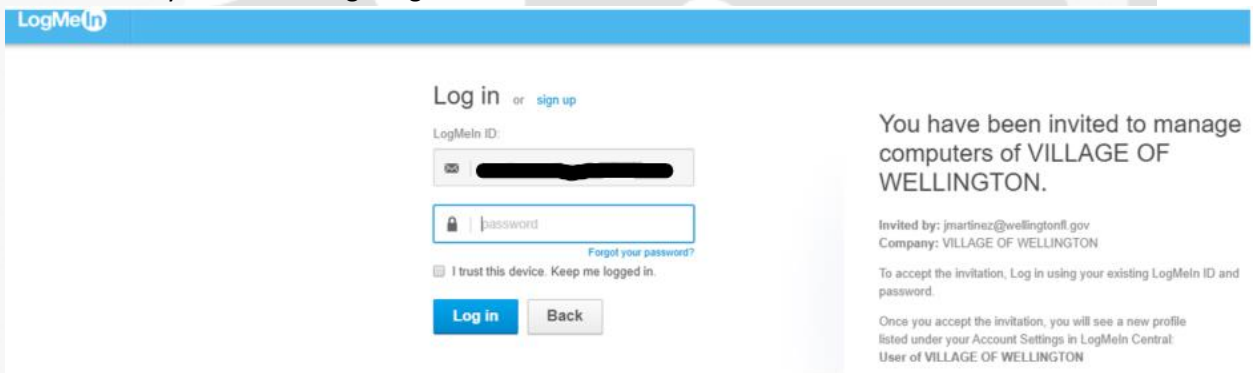 LogMeIn
Log in or sign up
LogMeIn ID:
password
Forgot your password?
I trust this device. Keep me logged in.
Log in
Back
You have been invited to manage
computers of VILLAGE OF
WELLINGTON.
Invited by: jmartinez@wellingtonfl.gov
Company: VILLAGE OF WELLINGTON
To accept the invitation, Log in using your existing LogMeIn ID and
password.
Once you accept the invitation, you will see a new profile
listed under your Account Settings in LogMeIn Central:
User of VILLAGE OF WELLINGTON